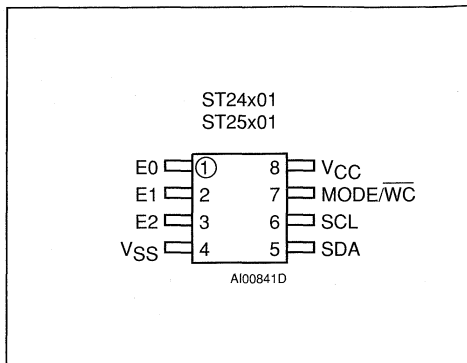 ST24x01
ST25x01
E0 1 8 VCC
E1 2 7 MODE/WC
E2 3 6 SCL
VSS 4 5 SDA
AI00841D